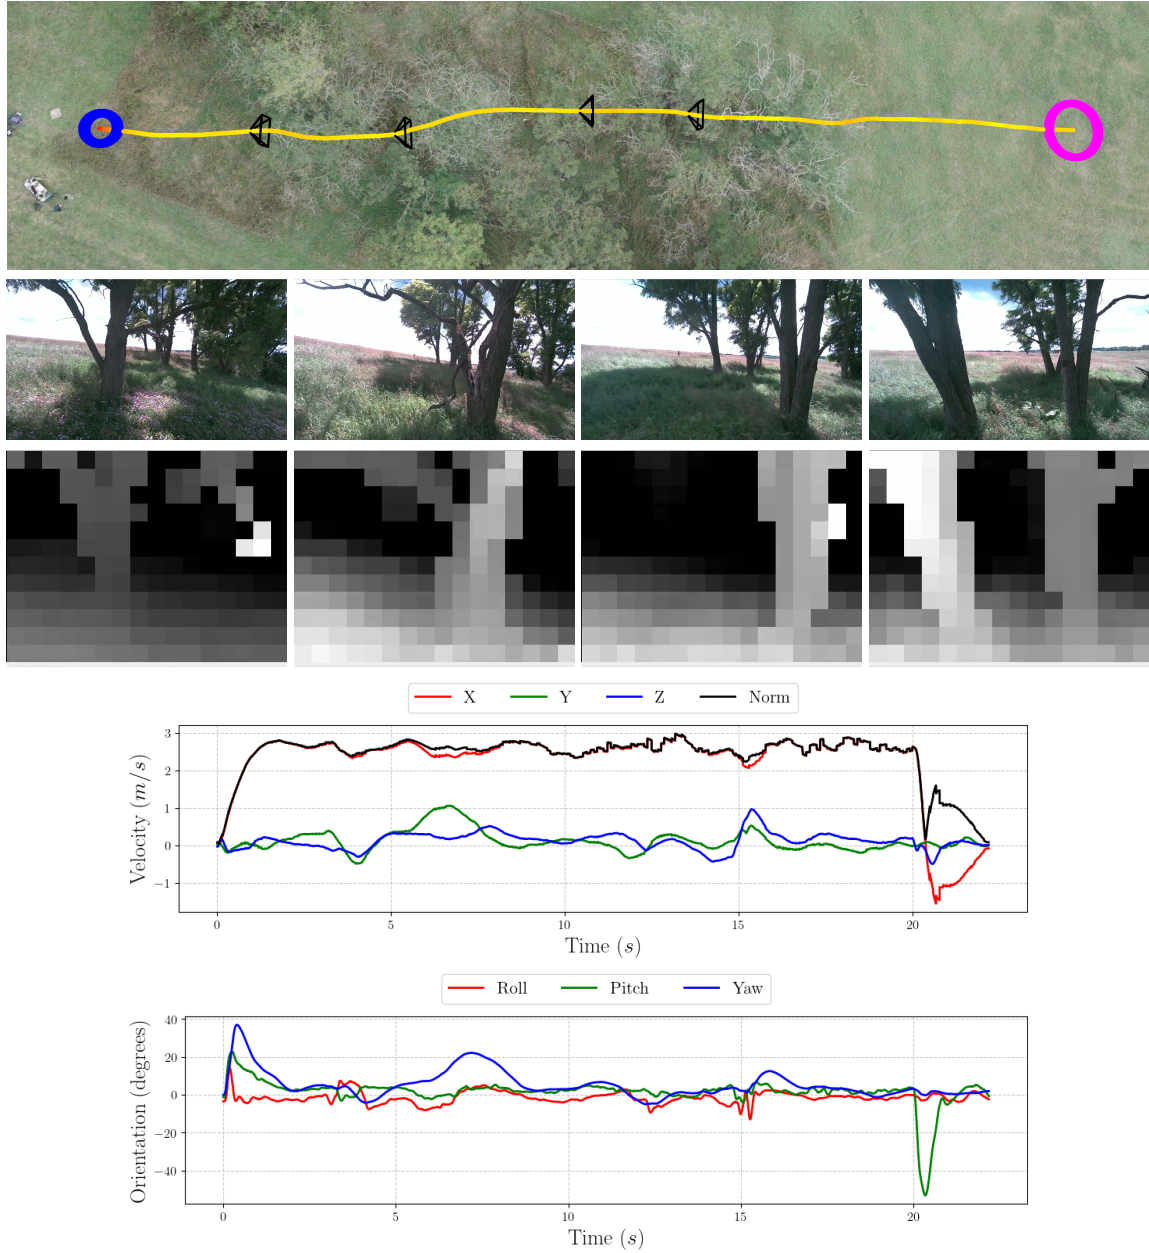 X Y Z Norm
3
2
1
0
−1
Velocity (m/s)
0 5 10 15 20
Time (s)
Roll Pitch Yaw
40
20
0
−20
−40
Orientation (degrees)
0 5 10 15 20
Time (s)